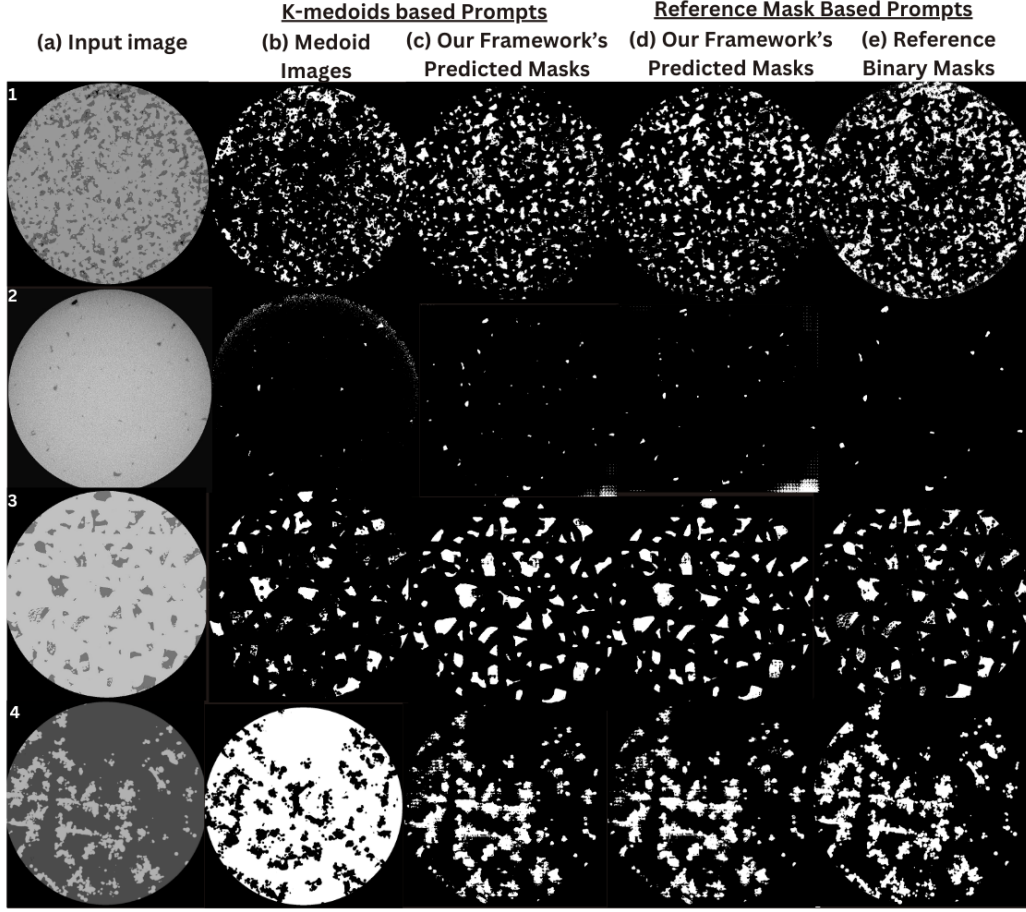 K-medoids based Prompts
Reference Mask Based Prompts
(a) Input image
(b) Medoid
Images
(c) Our Framework's
Predicted Masks
(d) Our Framework's
Predicted Masks
(e) Reference
Binary Masks
1
2
3
4